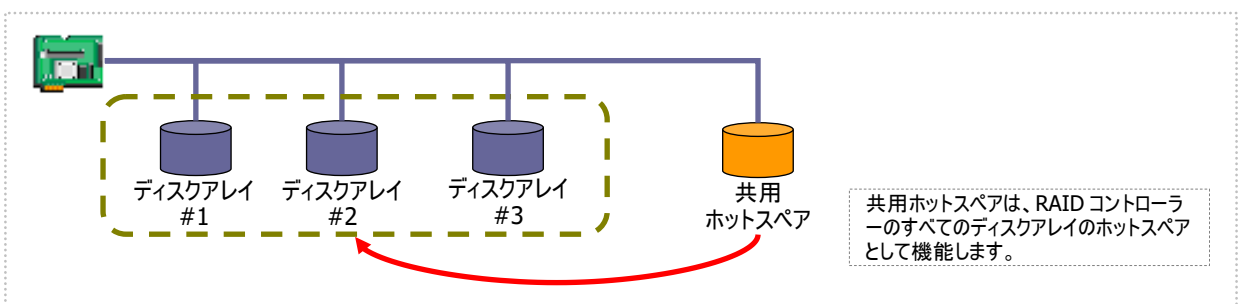 ディスクアレイ
#1
ディスクアレイ
#2
ディスクアレイ
#3
共用
ホットスペア
共用ホットスペアは、RAID コントローラ
ーのすべてのディスクアレイのホットスペア
として機能します。